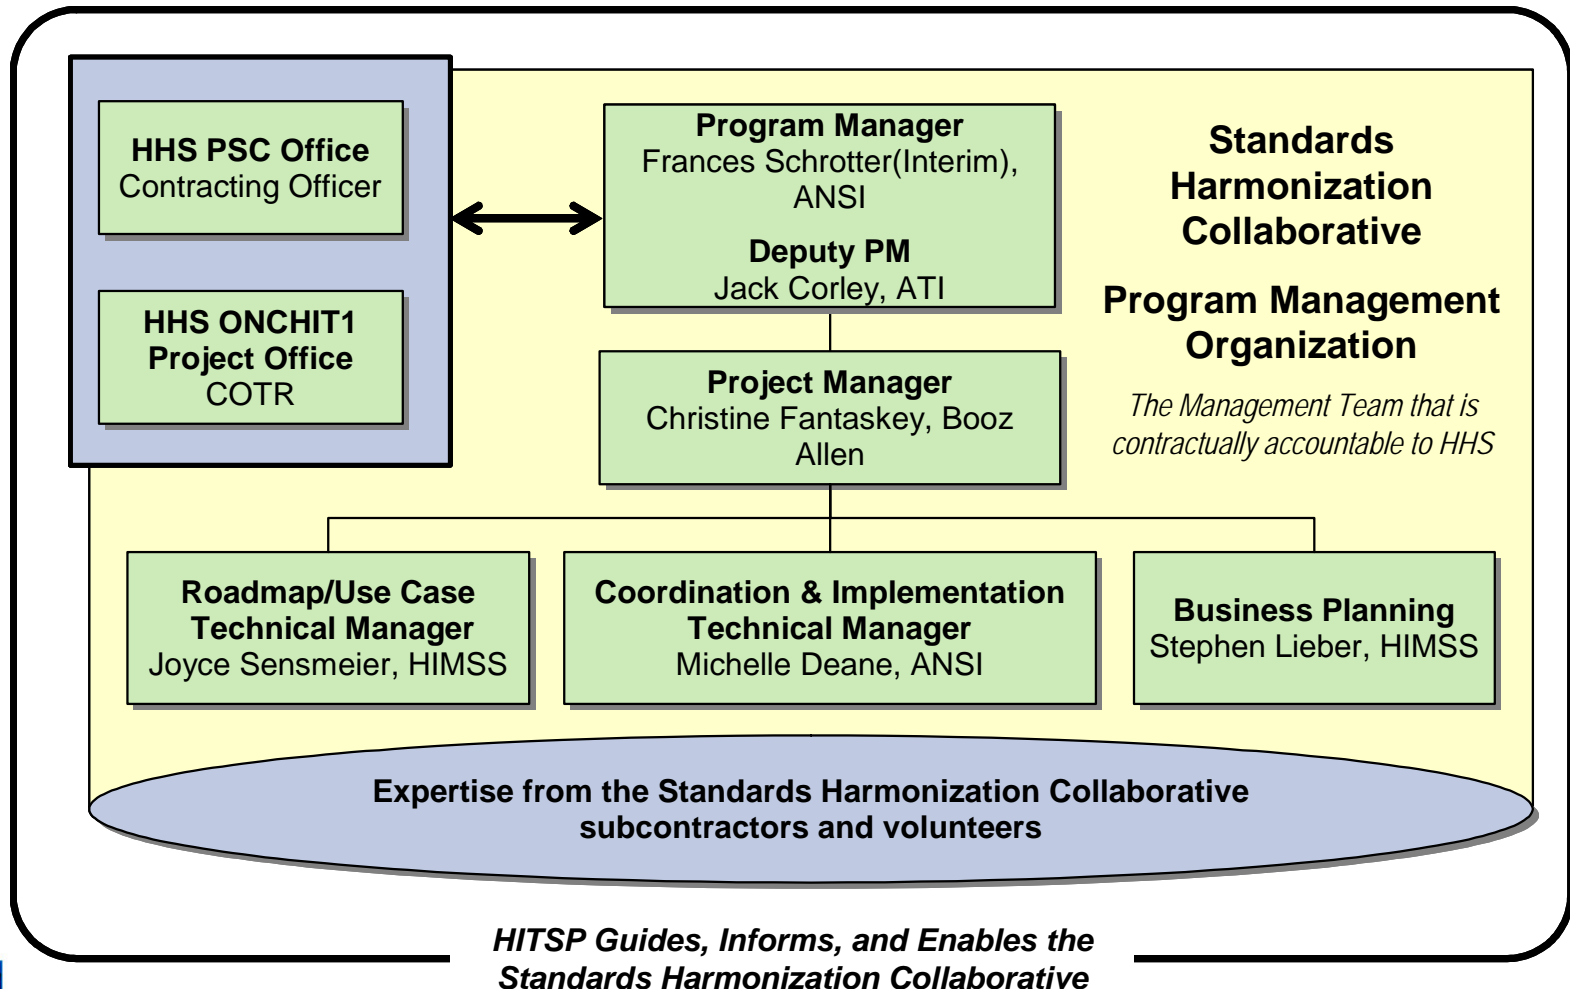 HHS PSC Office
Contracting Officer
HHS ONCHIT1
Project Office
COTR
Program Manager
Frances Schrotter(Interim),
ANSI
Deputy PM
Jack Corley, ATI
Standards
Harmonization
Collaborative
Program Management
Organization
The Management Team that is
contractually accountable to HHS
Project Manager
Christine Fantaskey, Booz
Allen
Roadmap/Use Case
Technical Manager
Joyce Sensmeier, HIMSS
Coordination & Implementation
Technical Manager
Michelle Deane, ANSI
Business Planning
Stephen Lieber, HIMSS
Expertise from the Standards Harmonization Collaborative
subcontractors and volunteers
HITSP Guides, Informs, and Enables the
Standards Harmonization Collaborative